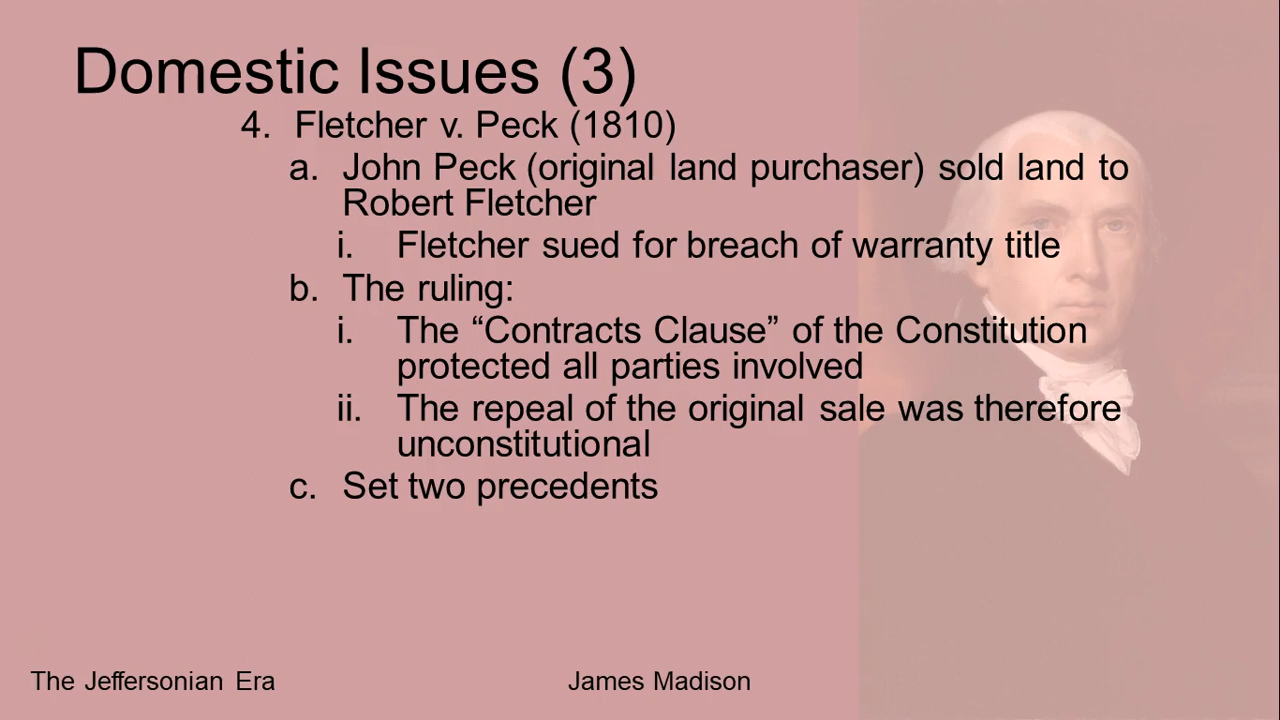 Domestic Issues (3)
4. Fletcher v. Peck (1810)
a. John Peck (original land purchaser) sold land to
Robert Fletcher
i. Fletcher sued for breach of warranty title
b. The ruling:
i. The “Contracts Clause” of the Constitution
protected all parties involved
ii. The repeal of the original sale was therefore
unconstitutional
c. Set two precedents
The Jeffersonian Era
James Madison